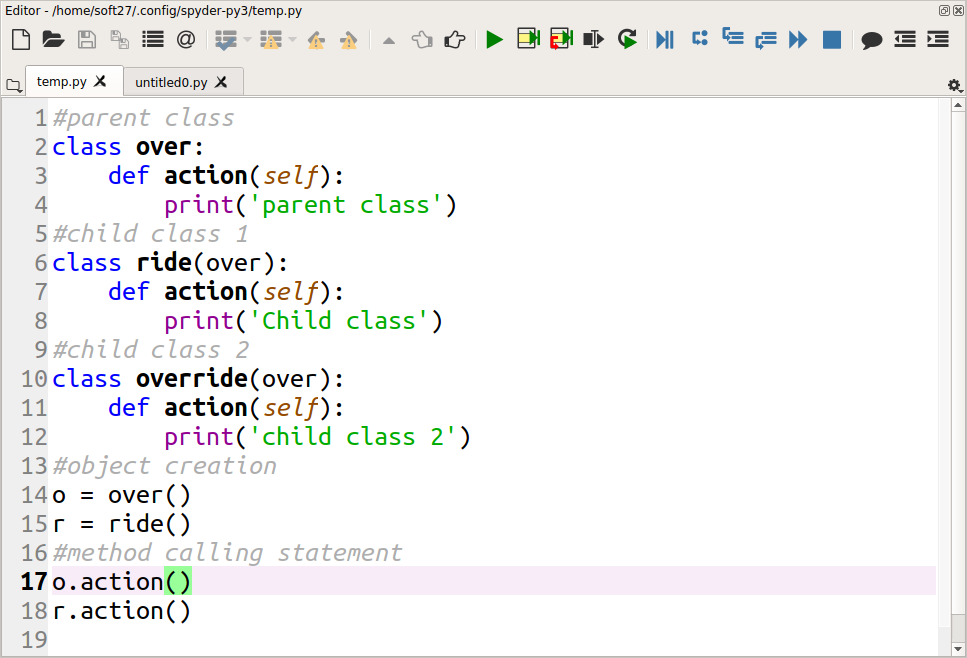 Editor - /home/soft27/.config/spyder-py3/temp.py
temp.py
untitled0.py
1 #parent class
2 class over:
3     def action(self):
4         print('parent class')
5 #child class 1
6 class ride(over):
7     def action(self):
8         print('Child class')
9 #child class 2
10 class override(over):
11     def action(self):
12         print('child class 2')
13 #object creation
14 o = over()
15 r = ride()
16 #method calling statement
17 o.action()
18 r.action()
19